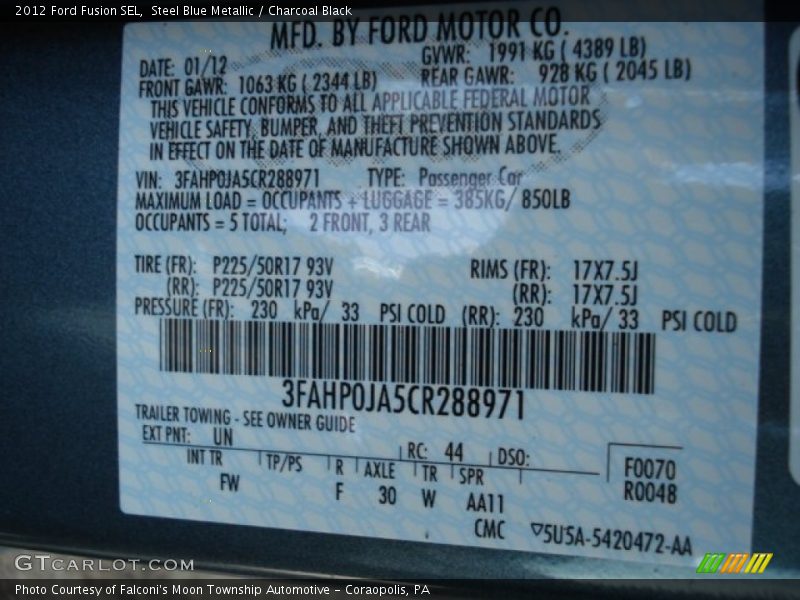 2012 Ford Fusion SEL, Steel Blue Metallic / Charcoal Black
MFD. BY FORD MOTOR CO.
DATE: 01/12 GVWR: 1991 KG ( 4389 LB)
FRONT GAWR: 1063 KG ( 2344 LB) REAR GAWR: 928 KG ( 2045 LB)
THIS VEHICLE CONFORMS TO ALL APPLICABLE FEDERAL MOTOR
VEHICLE SAFETY, BUMPER, AND THEFT PREVENTION STANDARDS
IN EFFECT ON THE DATE OF MANUFACTURE SHOWN ABOVE.
VIN: 3FAHP0JA5CR288971 TYPE: Passenger Car
MAXIMUM LOAD = OCCUPANTS + LUGGAGE = 385KG/ 850LB
OCCUPANTS = 5 TOTAL; 2 FRONT, 3 REAR
TIRE (FR): P225/50R17 93V RIMS (FR): 17X7.5J
(RR): P225/50R17 93V (RR): 17X7.5J
PRESSURE (FR): 230 kPa/ 33 PSI COLD (RR): 230 kPa/ 33 PSI COLD
3FAHP0JA5CR288971
TRAILER TOWING - SEE OWNER GUIDE
EXT PNT: UN RC: 44 DSO:
INT TR TP/PS R AXLE TR SPR F0070
FW F 30 W AA11 R0048
CMC ▽5U5A-5420472-AA
GTCARLOT.COM
Photo Courtesy of Falconi's Moon Township Automotive – Coraopolis, PA